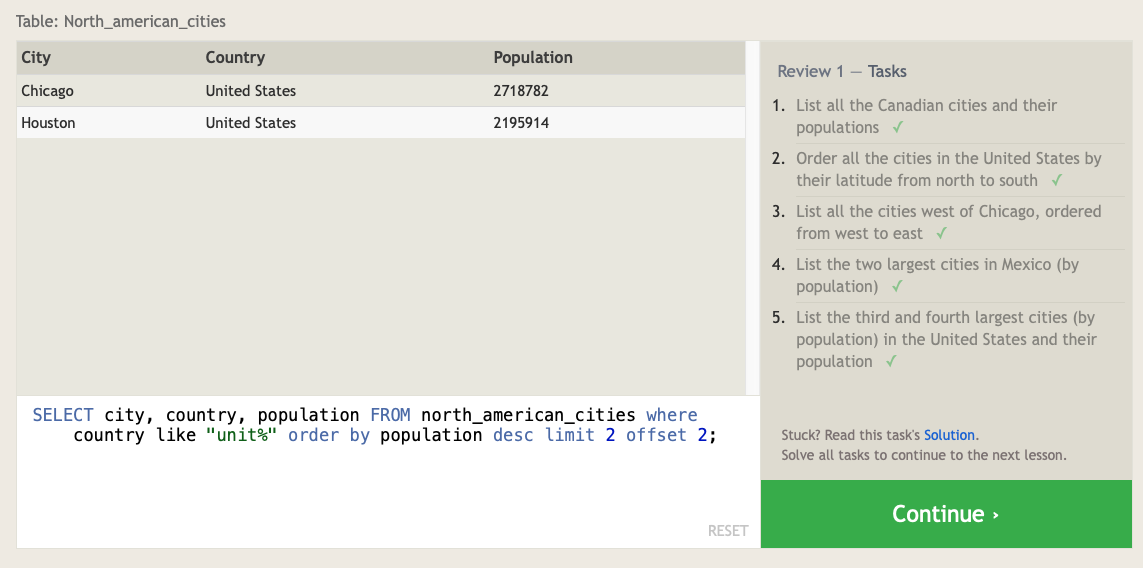 Table: North_american_cities
City Country Population
Chicago United States 2718782
Houston United States 2195914
SELECT city, country, population FROM north_american_cities where
country like "unit%" order by population desc limit 2 offset 2;
RESET
Review 1 — Tasks
1. List all the Canadian cities and their
populations ✓
2. Order all the cities in the United States by
their latitude from north to south ✓
3. List all the cities west of Chicago, ordered
from west to east ✓
4. List the two largest cities in Mexico (by
population) ✓
5. List the third and fourth largest cities (by
population) in the United States and their
population ✓
Stuck? Read this task's Solution.
Solve all tasks to continue to the next lesson.
Continue ›